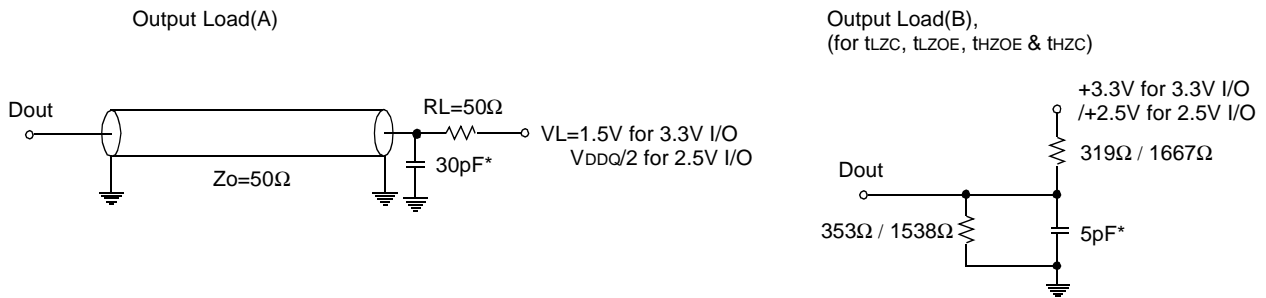 Output Load(A)
Dout
RL=50Ω
VL=1.5V for 3.3V I/O
VDDQ/2 for 2.5V I/O
30pF*
Zo=50Ω
Output Load(B),
(for tLZC, tLZOE, tHZOE & tHZC)
+3.3V for 3.3V I/O
/+2.5V for 2.5V I/O
319Ω / 1667Ω
Dout
353Ω / 1538Ω
5pF*